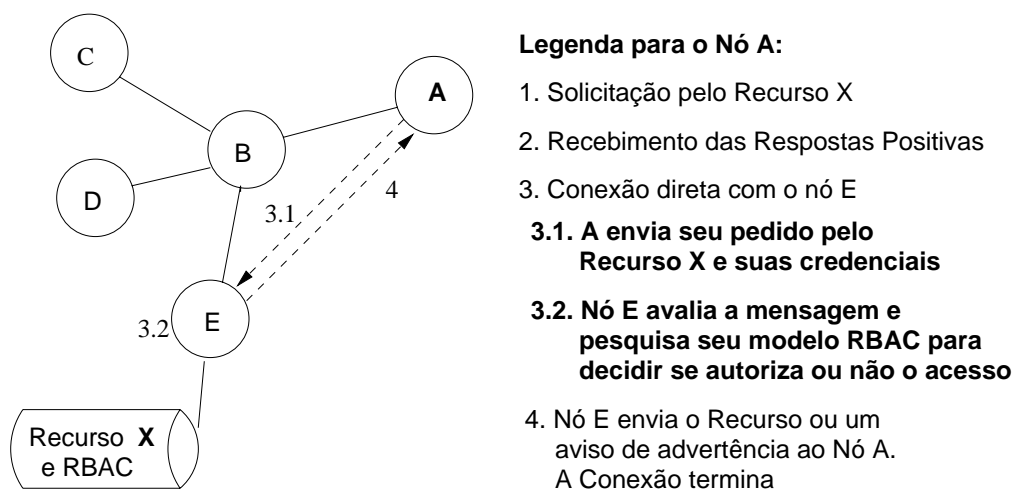 C
A
B
D
3.1
4
E
3.2
Recurso X
e RBAC
Legenda para o Nó A:
1. Solicitação pelo Recurso X
2. Recebimento das Respostas Positivas
3. Conexão direta com o nó E
3.1. A envia seu pedido pelo
Recurso X e suas credenciais
3.2. Nó E avalia a mensagem e
pesquisa seu modelo RBAC para
decidir se autoriza ou não o acesso
4. Nó E envia o Recurso ou um
aviso de advertência ao Nó A.
A Conexão termina